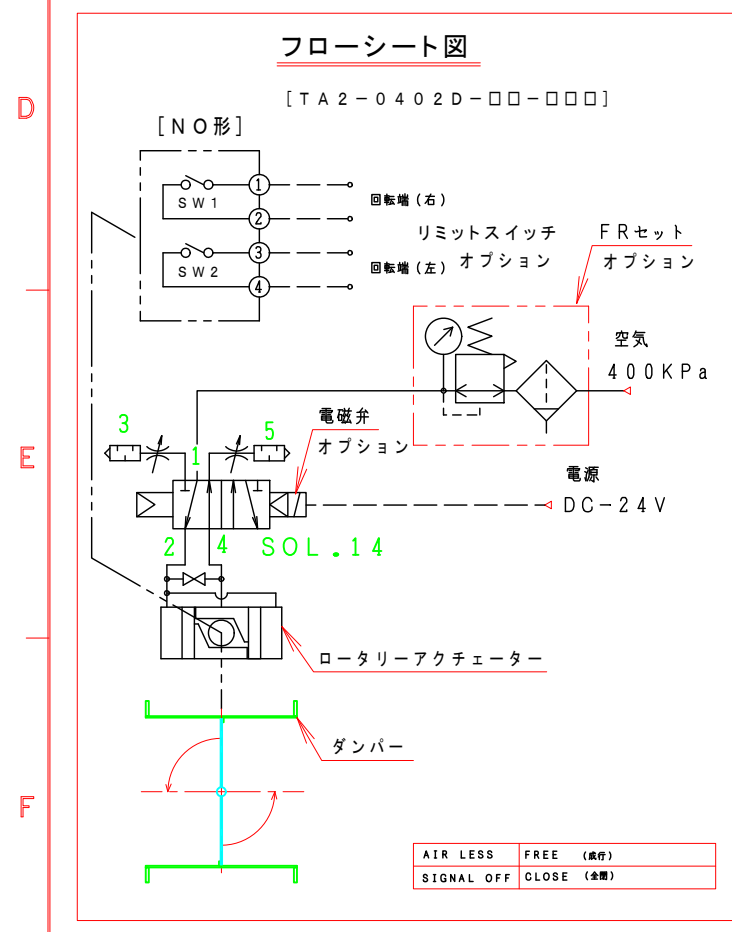 フローシート図
[TA2-0402D-□□-□□□]
D
[NO形]
1
SW1
2
回転端(右)
3
SW2
4
回転端(左)
リミットスイッチ
オプション
FRセット
オプション
空気
400KPa
電磁弁
オプション
3
1
5
E
電源
DC-24V
2
4
SOL.14
ロータリーアクチェーター
ダンパー
F
AIR LESS FREE (成行)
SIGNAL OFF CLOSE (全閉)